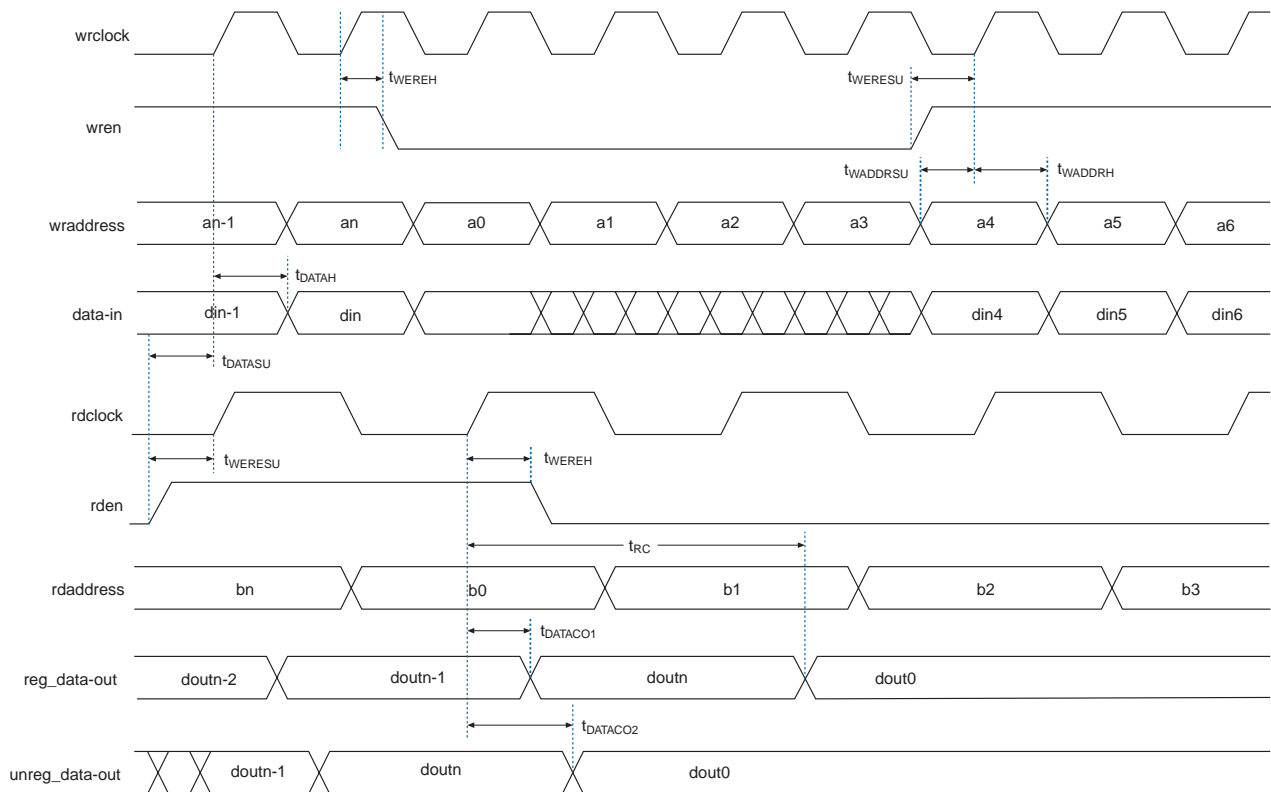 wrclock
tWEREH
tWERESU
wren
tWADDRSU
tWADDRH
wraddress an-1 an a0 a1 a2 a3 a4 a5 a6
tDATAH
data-in din-1 din din4 din5 din6
tDATASU
rdclock
tWERESU
tWEREH
rden
tRC
rdaddress bn b0 b1 b2 b3
tDATACO1
reg_data-out doutn-2 doutn-1 doutn dout0
tDATACO2
unreg_data-out doutn-1 doutn dout0